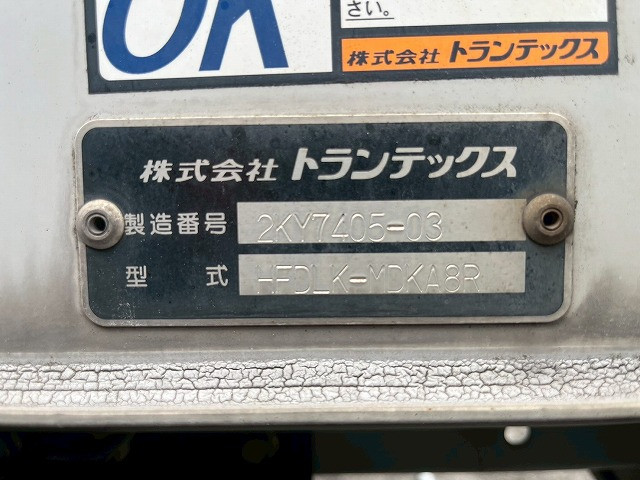 OK
さい。
株式会社 トランテックス
株式会社 トランテックス
製造番号 2KY7405-03
型式 HFDLK-MDKA8R